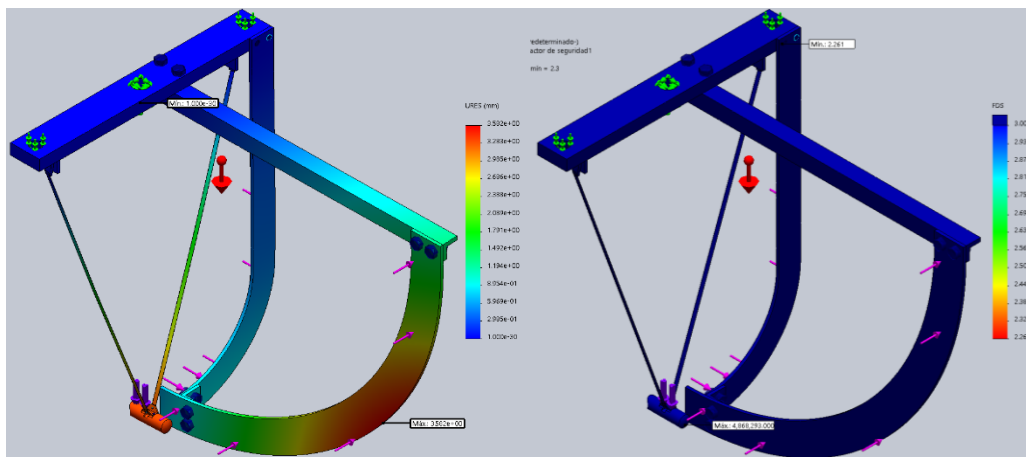 Mín.: 1.000e-30
URES (mm)
3.582e+00
3.283e+00
2.985e+00
2.686e+00
2.388e+00
2.089e+00
1.791e+00
1.492e+00
1.194e+00
8.954e-01
5.969e-01
2.985e-01
1.000e-30
Máx.: 3.582e+00
redeterminado-)
actor de seguridad1
mín = 2.3
Mín.: 2.261
FDS
3.00
2.93
2.87
2.81
2.75
2.69
2.63
2.56
2.50
2.44
2.38
2.32
2.26
Máx.: 4,868,293.000